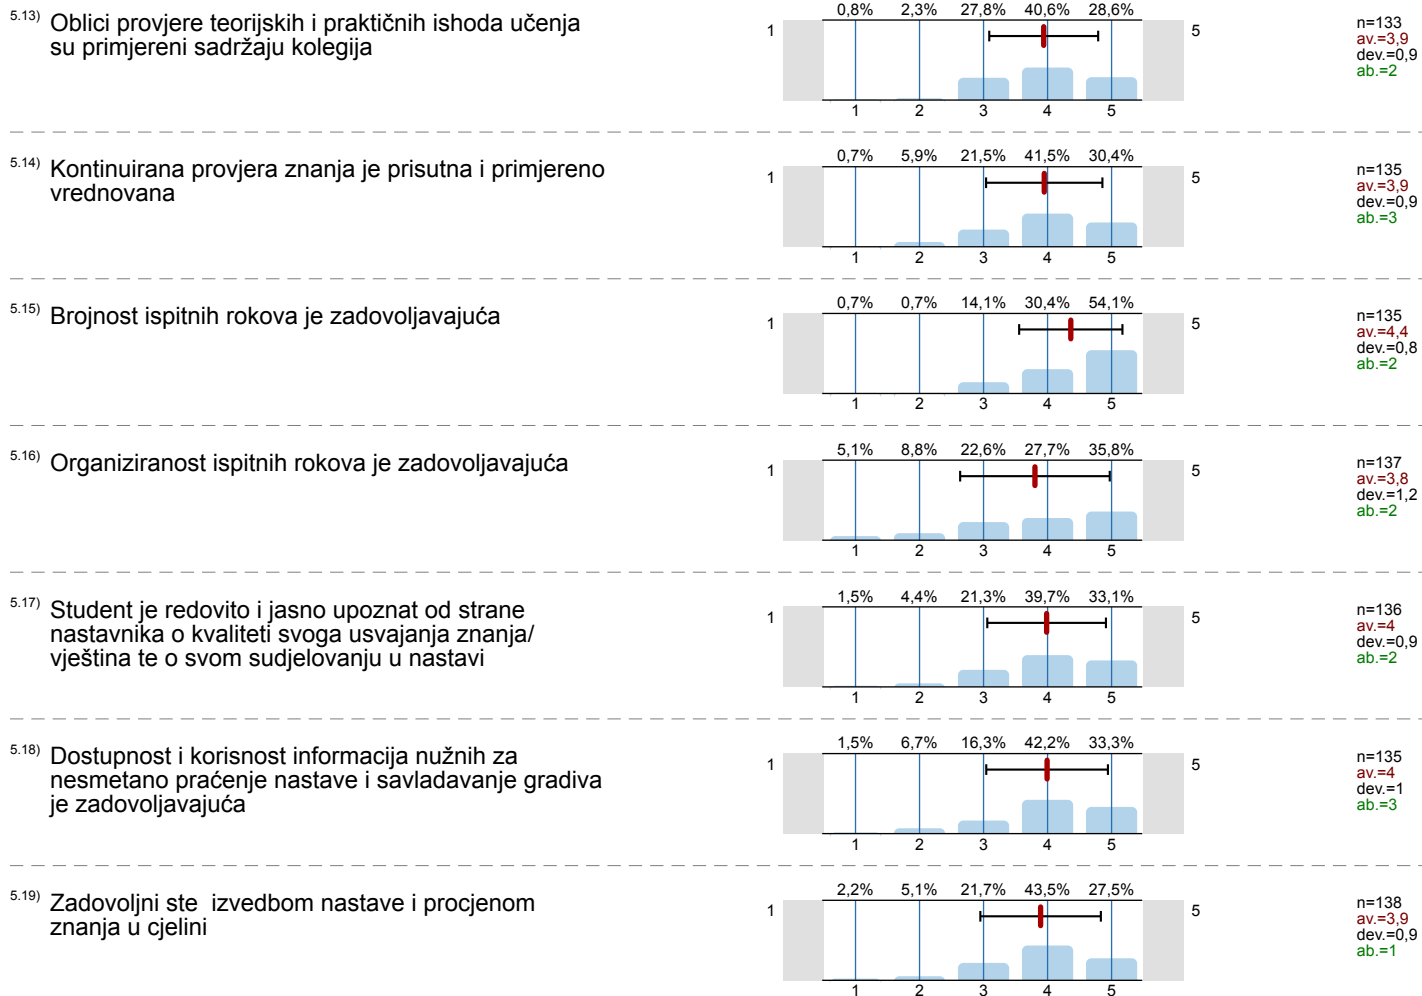 5.13) Oblici provjere teorijskih i praktičnih ishoda učenja
su primjereni sadržaju kolegija
0,8% 2,3% 27,8% 40,6% 28,6%
1 5
1 2 3 4 5
n=133
av.=3,9
dev.=0,9
ab.=2
5.14) Kontinuirana provjera znanja je prisutna i primjereno
vrednovana
0,7% 5,9% 21,5% 41,5% 30,4%
1 5
1 2 3 4 5
n=135
av.=3,9
dev.=0,9
ab.=3
5.15) Brojnost ispitnih rokova je zadovoljavajuća
0,7% 0,7% 14,1% 30,4% 54,1%
1 5
1 2 3 4 5
n=135
av.=4,4
dev.=0,8
ab.=2
5.16) Organiziranost ispitnih rokova je zadovoljavajuća
5,1% 8,8% 22,6% 27,7% 35,8%
1 5
1 2 3 4 5
n=137
av.=3,8
dev.=1,2
ab.=2
5.17) Student je redovito i jasno upoznat od strane
nastavnika o kvaliteti svoga usvajanja znanja/
vještina te o svom sudjelovanju u nastavi
1,5% 4,4% 21,3% 39,7% 33,1%
1 5
1 2 3 4 5
n=136
av.=4
dev.=0,9
ab.=2
5.18) Dostupnost i korisnost informacija nužnih za
nesmetano praćenje nastave i savladavanje gradiva
je zadovoljavajuća
1,5% 6,7% 16,3% 42,2% 33,3%
1 5
1 2 3 4 5
n=135
av.=4
dev.=1
ab.=3
5.19) Zadovoljni ste izvedbom nastave i procjenom
znanja u cjelini
2,2% 5,1% 21,7% 43,5% 27,5%
1 5
1 2 3 4 5
n=138
av.=3,9
dev.=0,9
ab.=1